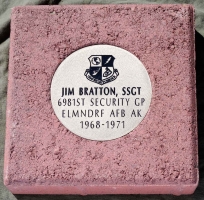 JIM BRATTON, SSGT
6981ST SECURITY GP
ELMNDRF AFB AK
1968-1971